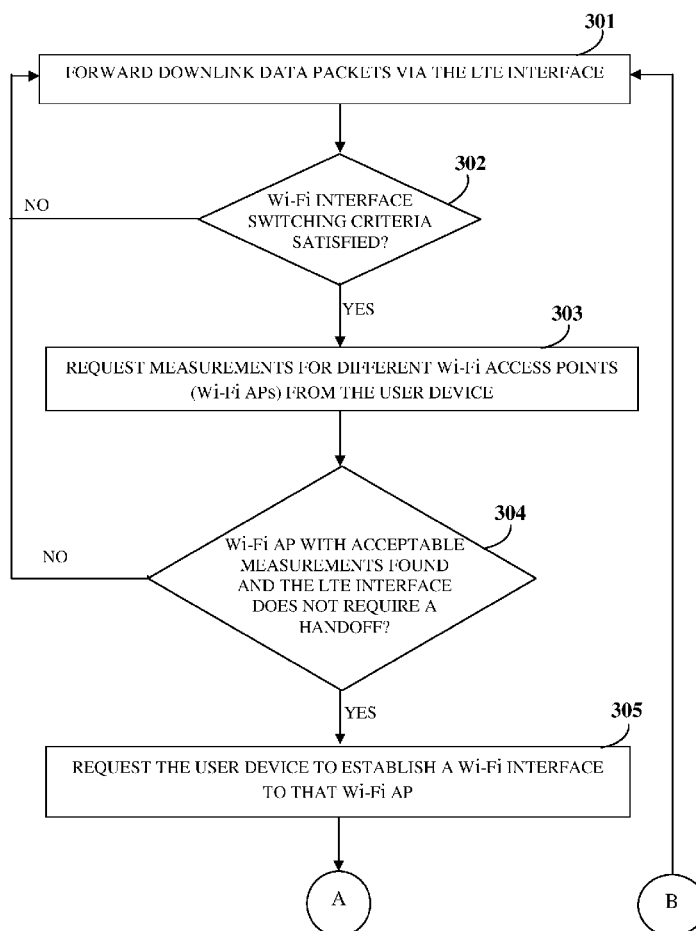 301
FORWARD DOWNLINK DATA PACKETS VIA THE LTE INTERFACE
302
Wi-Fi INTERFACE
SWITCHING CRITERIA
SATISFIED?
NO
YES
303
REQUEST MEASUREMENTS FOR DIFFERENT Wi-Fi ACCESS POINTS
(Wi-Fi APs) FROM THE USER DEVICE
304
Wi-Fi AP WITH ACCEPTABLE
MEASUREMENTS FOUND
AND THE LTE INTERFACE
DOES NOT REQUIRE A
HANDOFF?
NO
YES
305
REQUEST THE USER DEVICE TO ESTABLISH A Wi-Fi INTERFACE
TO THAT Wi-Fi AP
A
B